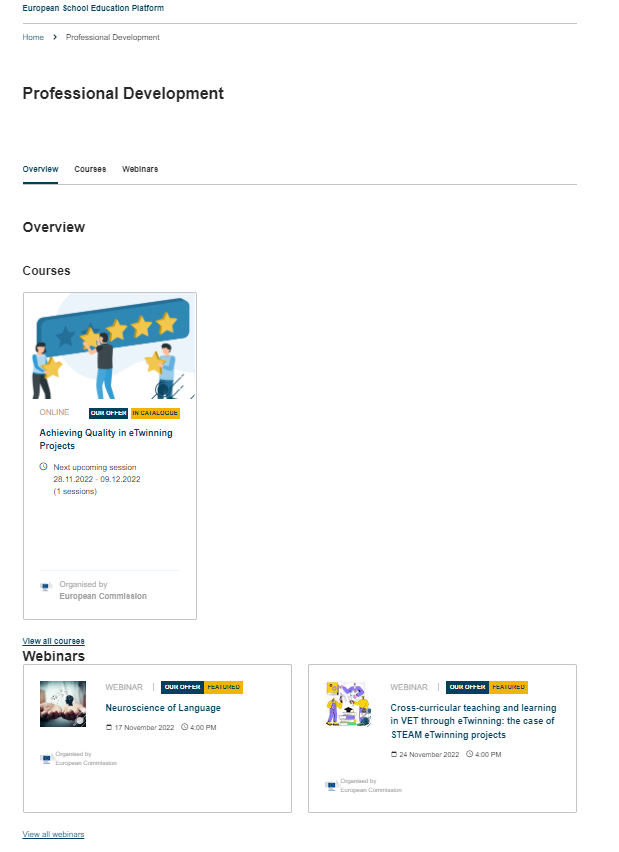 European School Education Platform
Home > Professional Development
Professional Development
Overview Courses Webinars
Overview
Courses
ONLINE OUR OFFER IN CATALOGUE
Achieving Quality in eTwinning
Projects
Next upcoming session
28.11.2022 - 09.12.2022
(1 sessions)
Organised by
European Commission
View all courses
Webinars
WEBINAR | OUR OFFER FEATURED
Neuroscience of Language
17 November 2022 4:00 PM
Organised by
European Commission
WEBINAR | OUR OFFER FEATURED
Cross-curricular teaching and learning
in VET through eTwinning: the case of
STEAM eTwinning projects
24 November 2022 4:00 PM
Organised by
European Commission
View all webinars